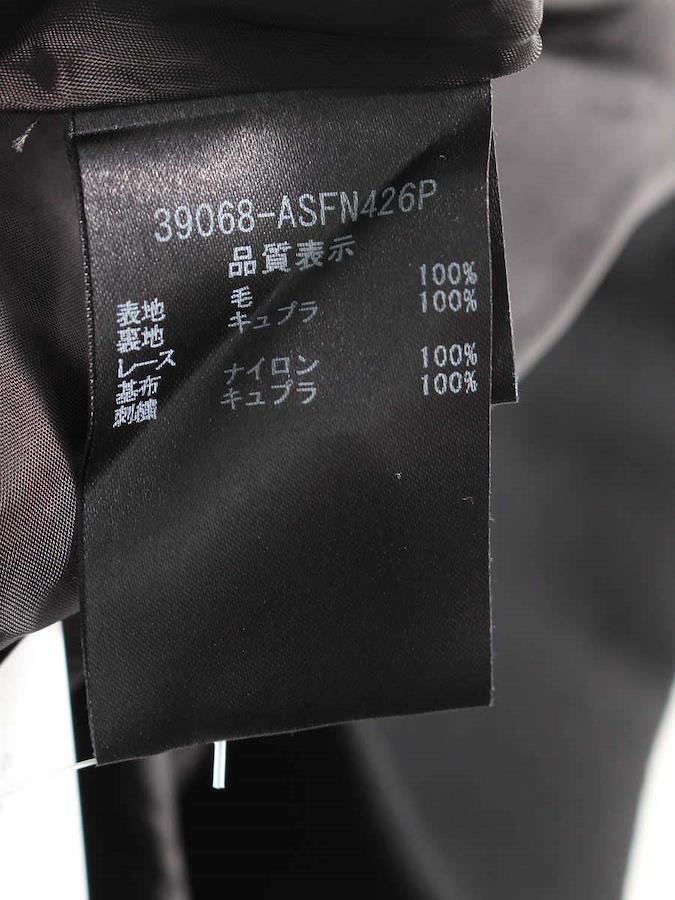 39068-ASFN426P
品質表示
表地 毛 100%
裏地 キュプラ 100%
レース
基布 ナイロン 100%
刺繍 キュプラ 100%